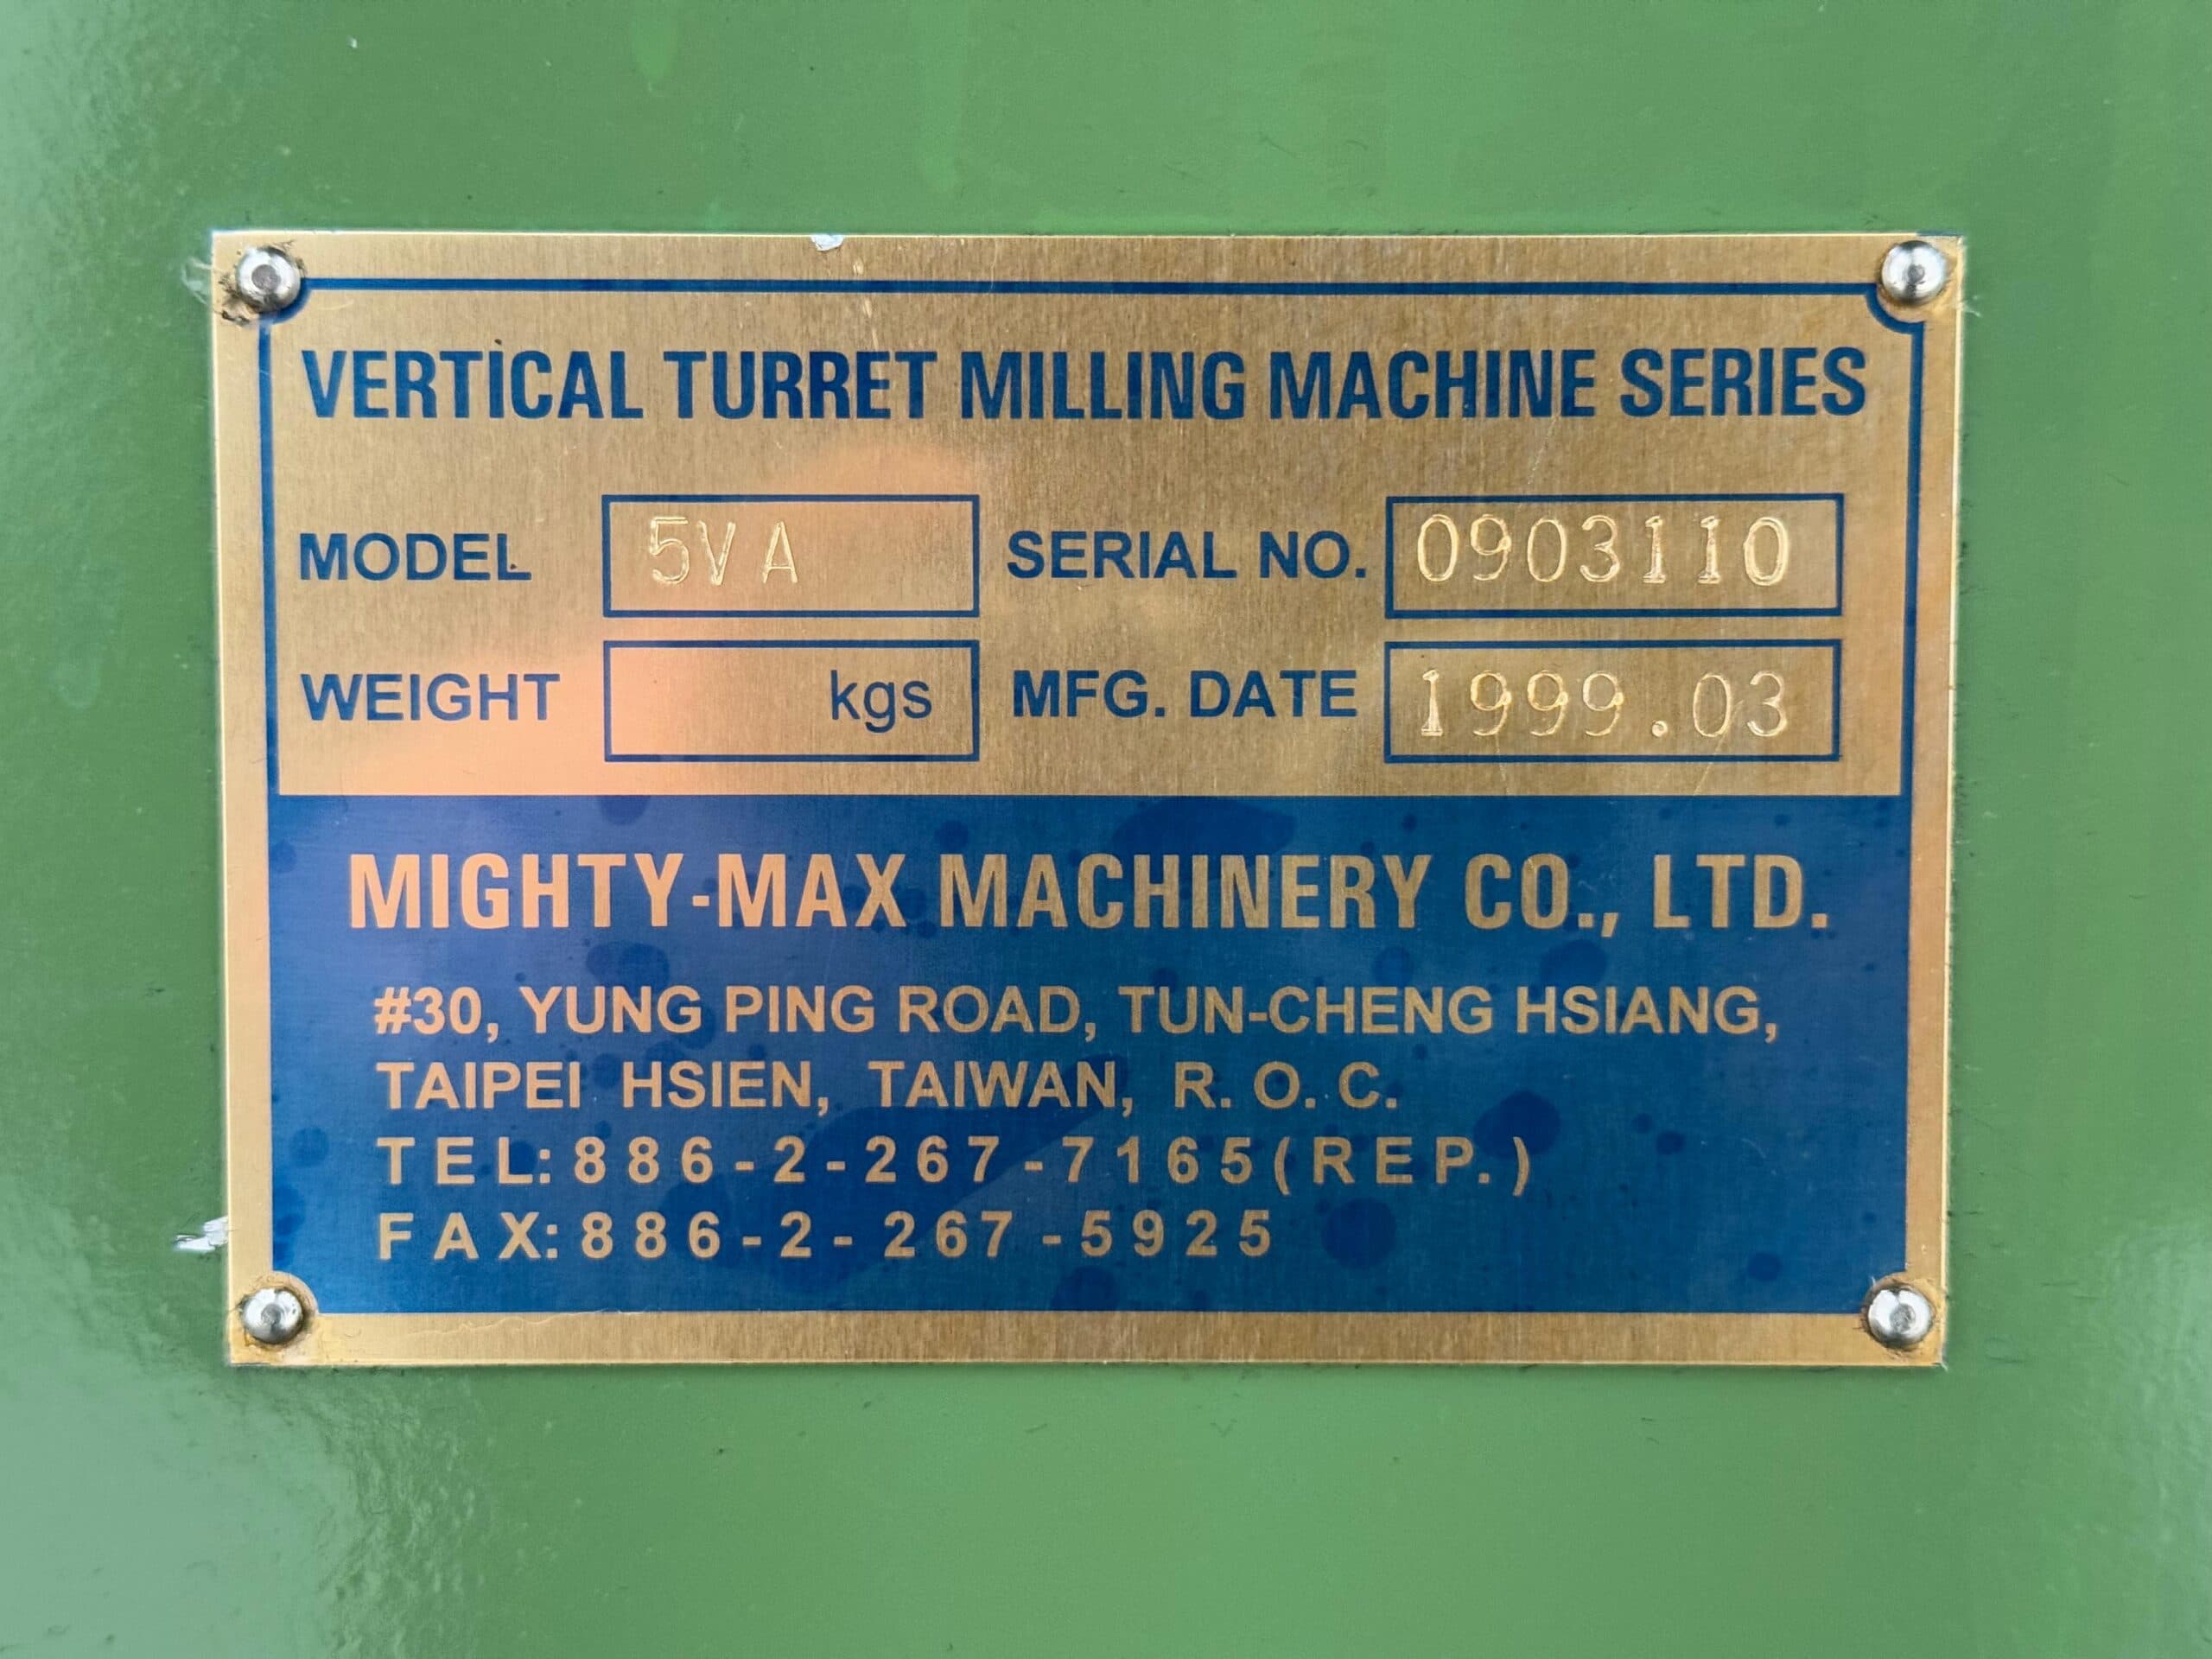 VERTICAL TURRET MILLING MACHINE SERIES
MODEL 5VA SERIAL NO. 0903110
WEIGHT kgs MFG. DATE 1999.03
MIGHTY-MAX MACHINERY CO., LTD.
#30, YUNG PING ROAD, TUN-CHENG HSIANG,
TAIPEI HSIEN, TAIWAN, R. O. C.
TEL: 886-2-267-7165(REP.)
FAX: 886-2-267-5925